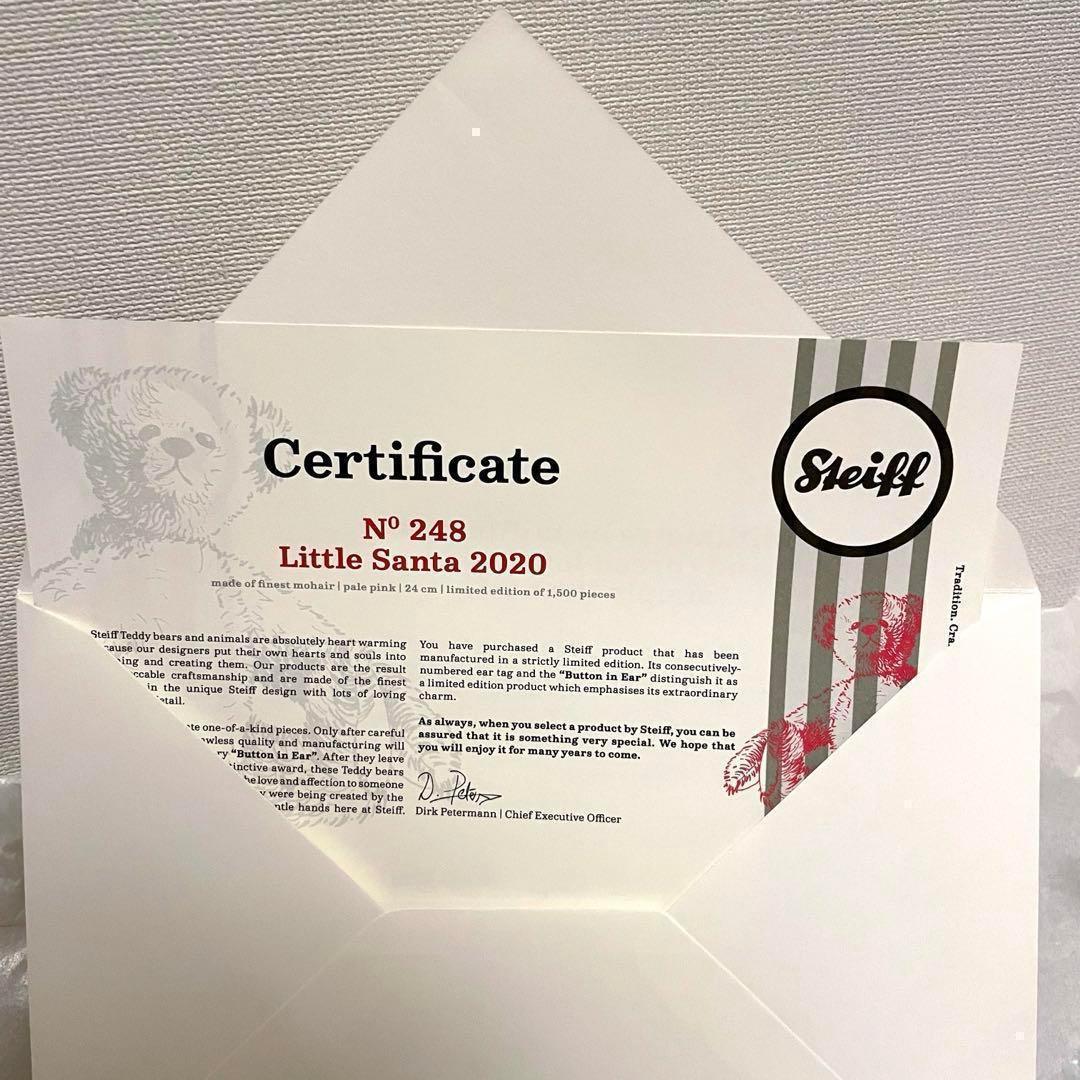 Certificate
Nº 248
Little Santa 2020
made of finest mohair | pale pink | 24 cm | limited edition of 1,500 pieces
Steiff Teddy bears and animals are absolutely heart warming
cause our designers put their own hearts and souls into
ing and creating them. Our products are the result
ccable craftsmanship and are made of the finest
in the unique Steiff design with lots of loving
etail.
te one-of-a-kind pieces. Only after careful
wless quality and manufacturing will
ry “Button in Ear”. After they leave
inctive award, these Teddy bears
he love and affection to someone
y were being created by the
ntle hands here at Steiff.
You have purchased a Steiff product that has been
manufactured in a strictly limited edition. Its consecutively-
numbered ear tag and the “Button in Ear” distinguish it as
a limited edition product which emphasises its extraordinary
charm.
As always, when you select a product by Steiff, you can be
assured that it is something very special. We hope that
you will enjoy it for many years to come.
D. Peters
Dirk Petermann | Chief Executive Officer
Steiff
Tradition. Cra